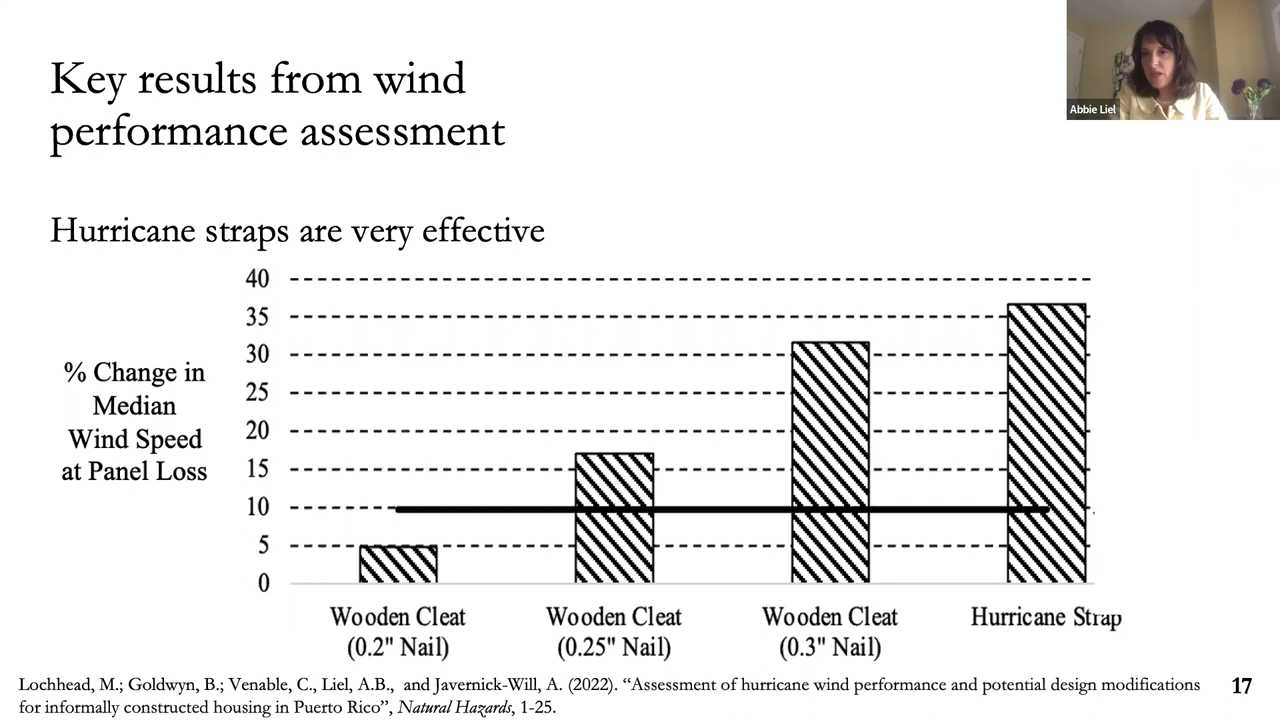 Key results from wind
performance assessment
Abbie Liel
Hurricane straps are very effective
40
35
30
25
20
15
10
5
0
% Change in
Median
Wind Speed
at Panel Loss
Wooden Cleat
(0.2" Nail)
Wooden Cleat
(0.25" Nail)
Wooden Cleat
(0.3" Nail)
Hurricane Strap
Lochhead, M.; Goldwyn, B.; Venable, C., Liel, A.B., and Javernick-Will, A. (2022). “Assessment of hurricane wind performance and potential design modifications
for informally constructed housing in Puerto Rico”, Natural Hazards, 1-25.
17